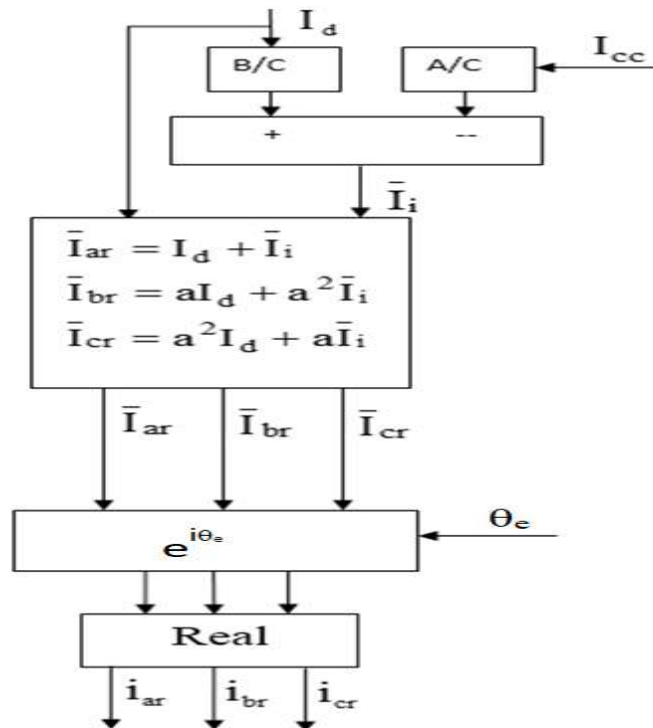 I_d
B/C
A/C
I_cc
+
--
Ī_i
Ī_ar = I_d + Ī_i
Ī_br = aI_d + a²Ī_i
Ī_cr = a²I_d + aĪ_i
Ī_ar
Ī_br
Ī_cr
θ_e
e^iθ_e
Real
i_ar
i_br
i_cr